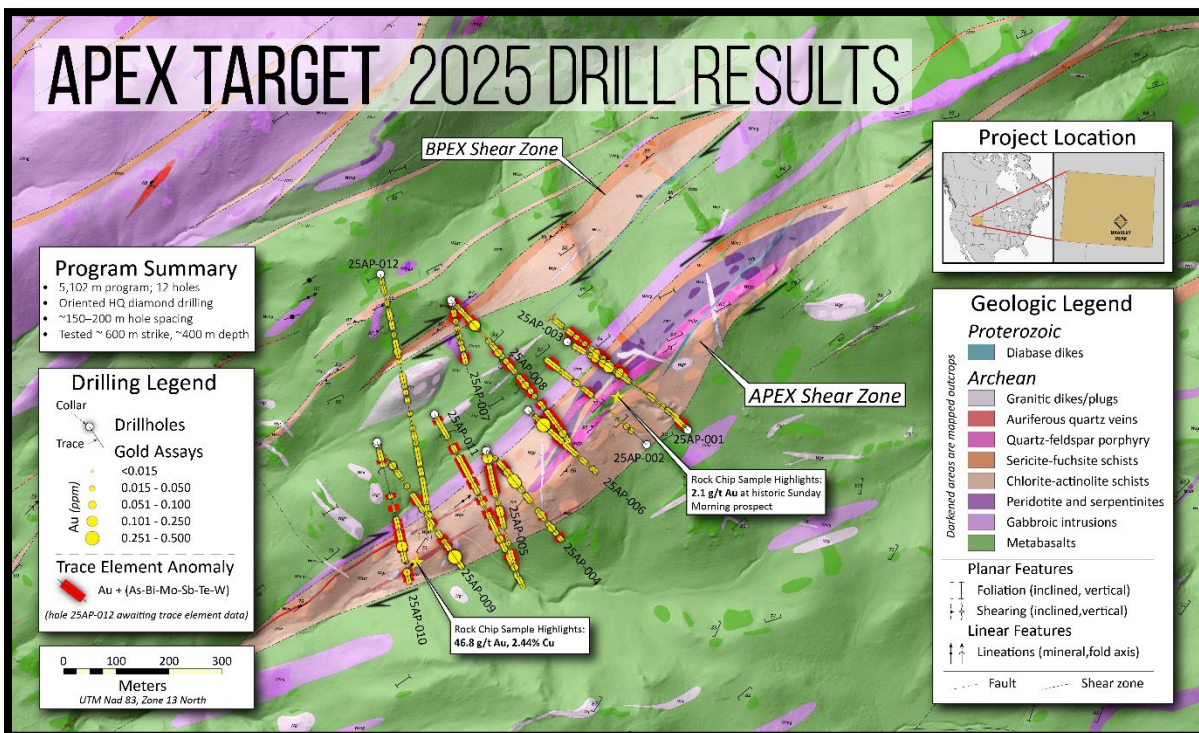 APEX TARGET 2025 DRILL RESULTS
BPEX Shear Zone
Project Location
BRADLEY
PEAK
Program Summary
• 5,102 m program; 12 holes
• Oriented HQ diamond drilling
• ~150–200 m hole spacing
• Tested ~ 600 m strike, ~400 m depth
25AP-012
25AP-003
25AP-008
25AP-007
25AP-011
APEX Shear Zone
25AP-001
25AP-002
25AP-006
25AP-005
25AP-004
25AP-009
25AP-010
Rock Chip Sample Highlights:
2.1 g/t Au at historic Sunday
Morning prospect
Rock Chip Sample Highlights:
46.8 g/t Au, 2.44% Cu
Drilling Legend
Collar
Trace
Drillholes
Gold Assays
Au (ppm)
<0.015
0.015 - 0.050
0.051 - 0.100
0.101 - 0.250
0.251 - 0.500
Trace Element Anomaly
Au + (As-Bi-Mo-Sb-Te-W)
(hole 25AP-012 awaiting trace element data)
0 100 200 300
Meters
UTM Nad 83, Zone 13 North
Geologic Legend
Darkened areas are mapped outcrops
Proterozoic
Diabase dikes
Archean
Granitic dikes/plugs
Auriferous quartz veins
Quartz-feldspar porphyry
Sericite-fuchsite schists
Chlorite-actinolite schists
Peridotite and serpentinites
Gabbroic intrusions
Metabasalts
Planar Features
Foliation (inclined, vertical)
Shearing (inclined,vertical)
Linear Features
Lineations (mineral,fold axis)
Fault
Shear zone